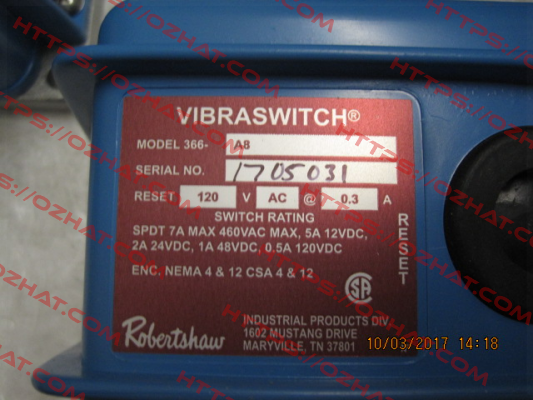 VIBRASWITCH®
MODEL 366- A8
SERIAL NO. 1705031
RESET 120 V AC @ 0.3 A
SWITCH RATING
SPDT 7A MAX 460VAC MAX, 5A 12VDC,
2A 24VDC, 1A 48VDC, 0.5A 120VDC
ENC. NEMA 4 & 12 CSA 4 & 12
RESET
SA
Robertshaw
INDUSTRIAL PRODUCTS DIV.
1602 MUSTANG DRIVE
MARYVILLE, TN 37801
10/03/2017 14:18
HTTPS://OZHAT.COM